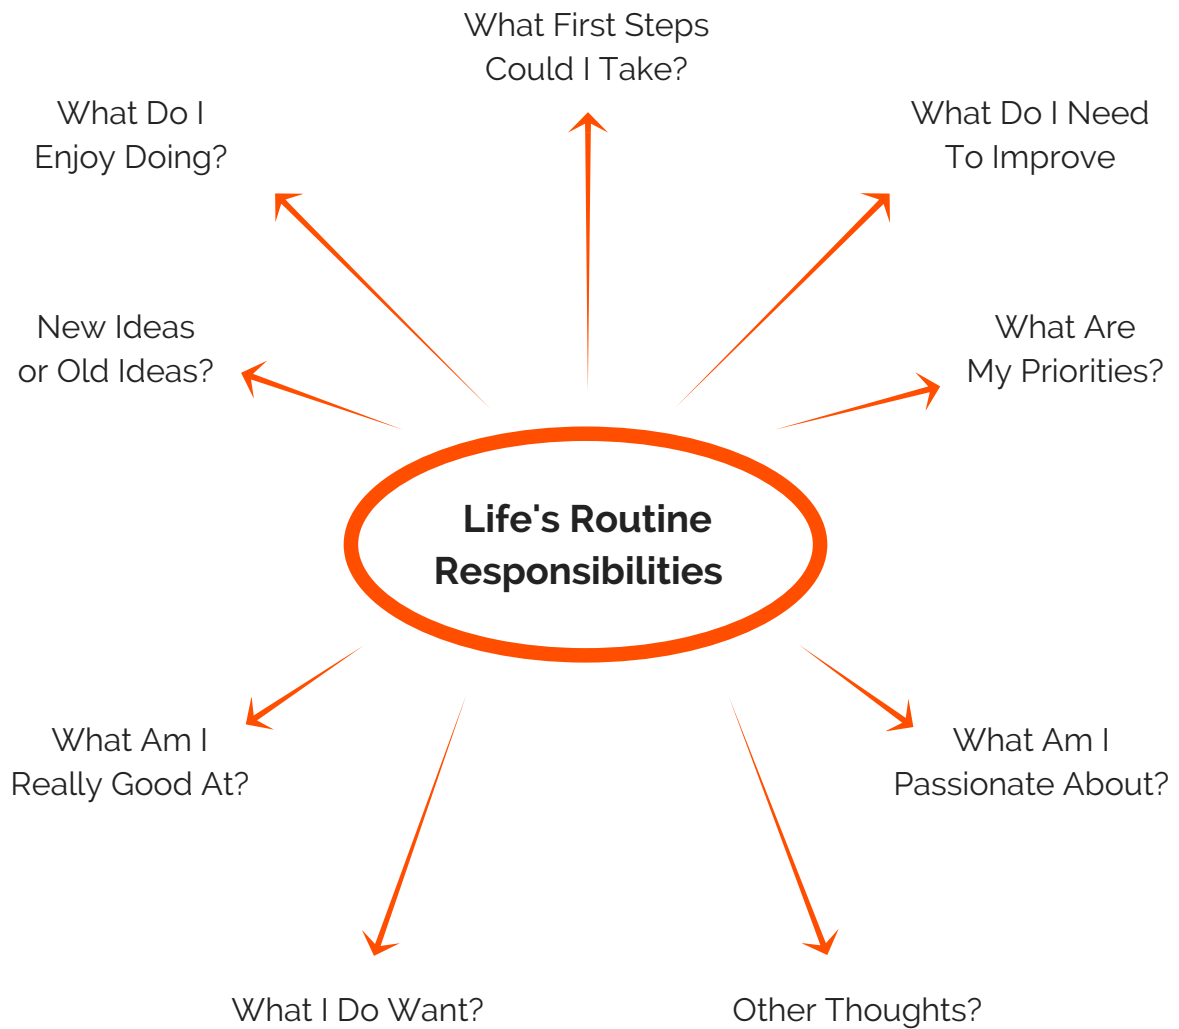 What First Steps
Could I Take?
What Do I
Enjoy Doing?
What Do I Need
To Improve
New Ideas
or Old Ideas?
What Are
My Priorities?
Life's Routine
Responsibilities
What Am I
Really Good At?
What Am I
Passionate About?
What I Do Want?
Other Thoughts?